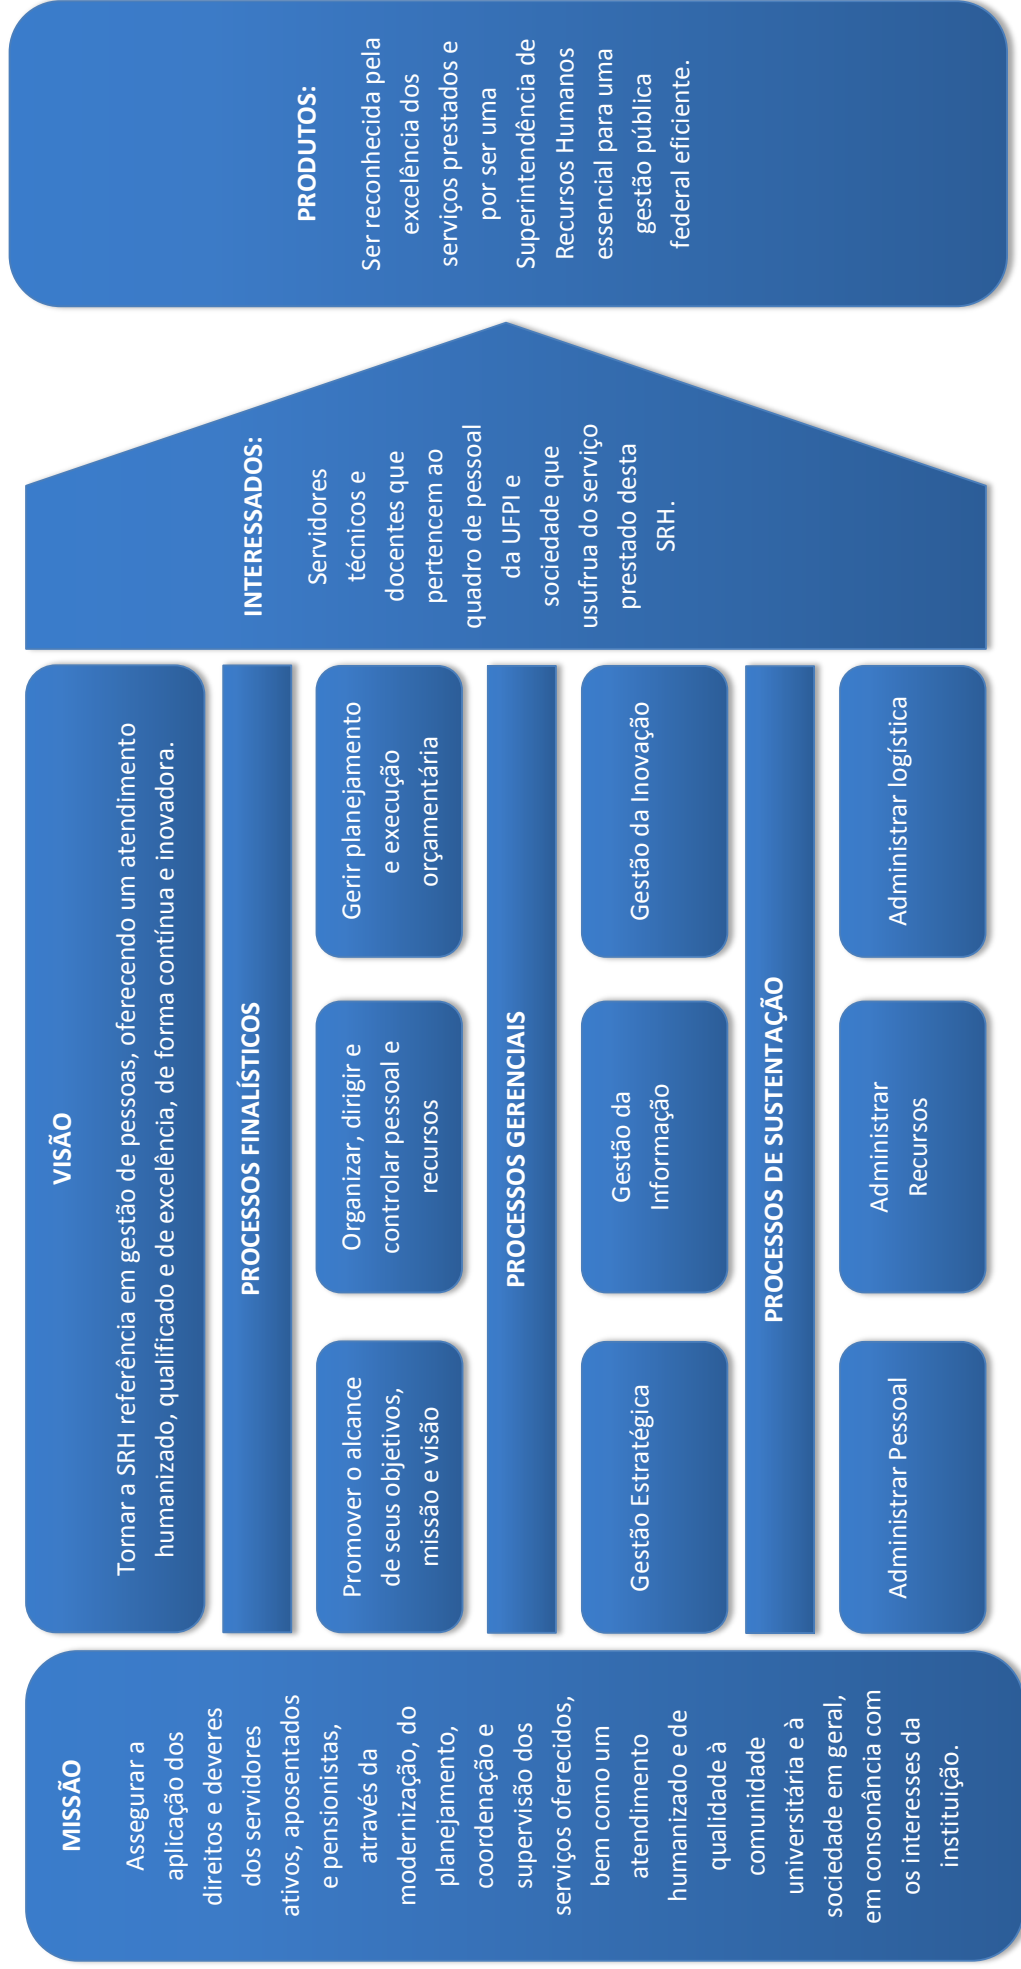 MISSÃO
Assegurar a
aplicação dos
direitos e deveres
dos servidores
ativos, aposentados
e pensionistas,
através da
modernização, do
planejamento,
coordenação e
supervisão dos
serviços oferecidos,
bem como um
atendimento
humanizado e de
qualidade à
comunidade
universitária e à
sociedade em geral,
em consonância com
os interesses da
instituição.
VISÃO
Tornar a SRH referência em gestão de pessoas, oferecendo um atendimento
humanizado, qualificado e de excelência, de forma contínua e inovadora.
PROCESSOS FINALÍSTICOS
Promover o alcance
de seus objetivos,
missão e visão
Organizar, dirigir e
controlar pessoal e
recursos
Gerir planejamento
e execução
orçamentária
PROCESSOS GERENCIAIS
Gestão Estratégica
Gestão da
Informação
Gestão da Inovação
PROCESSOS DE SUSTENTAÇÃO
Administrar Pessoal
Administrar
Recursos
Administrar logística
INTERESSADOS:
Servidores
técnicos e
docentes que
pertencem ao
quadro de pessoal
da UFPI e
sociedade que
usufrua do serviço
prestado desta
SRH.
PRODUTOS:
Ser reconhecida pela
excelência dos
serviços prestados e
por ser uma
Superintendência de
Recursos Humanos
essencial para uma
gestão pública
federal eficiente.